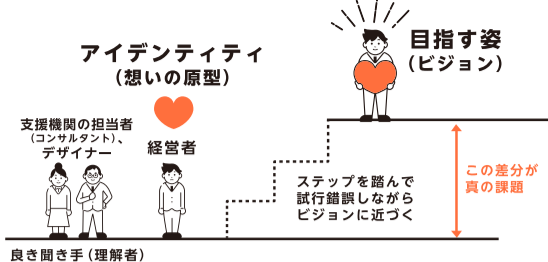 アイデンティティ
（想いの原型）
目指す姿
（ビジョン）
支援機関の担当者
（コンサルタント）、
デザイナー
経営者
ステップを踏んで
試行錯誤しながら
ビジョンに近づく
この差分が
真の課題
良き聞き手（理解者）